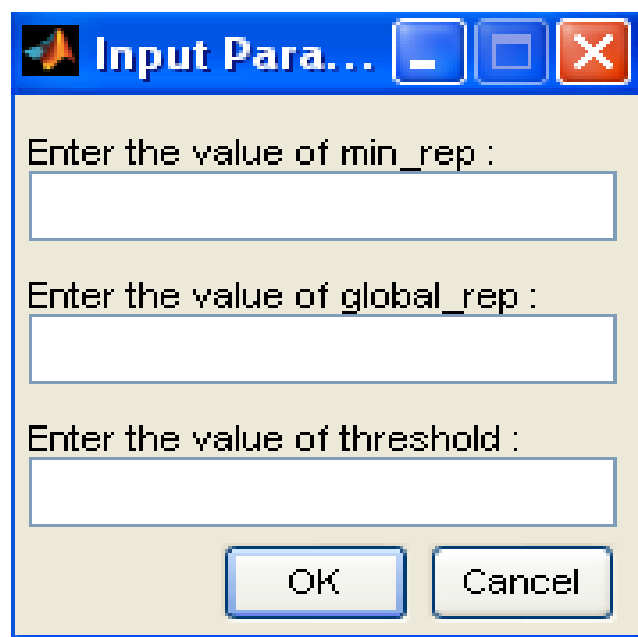 Input Para...
Enter the value of min_rep :
Enter the value of global_rep :
Enter the value of threshold :
OK Cancel